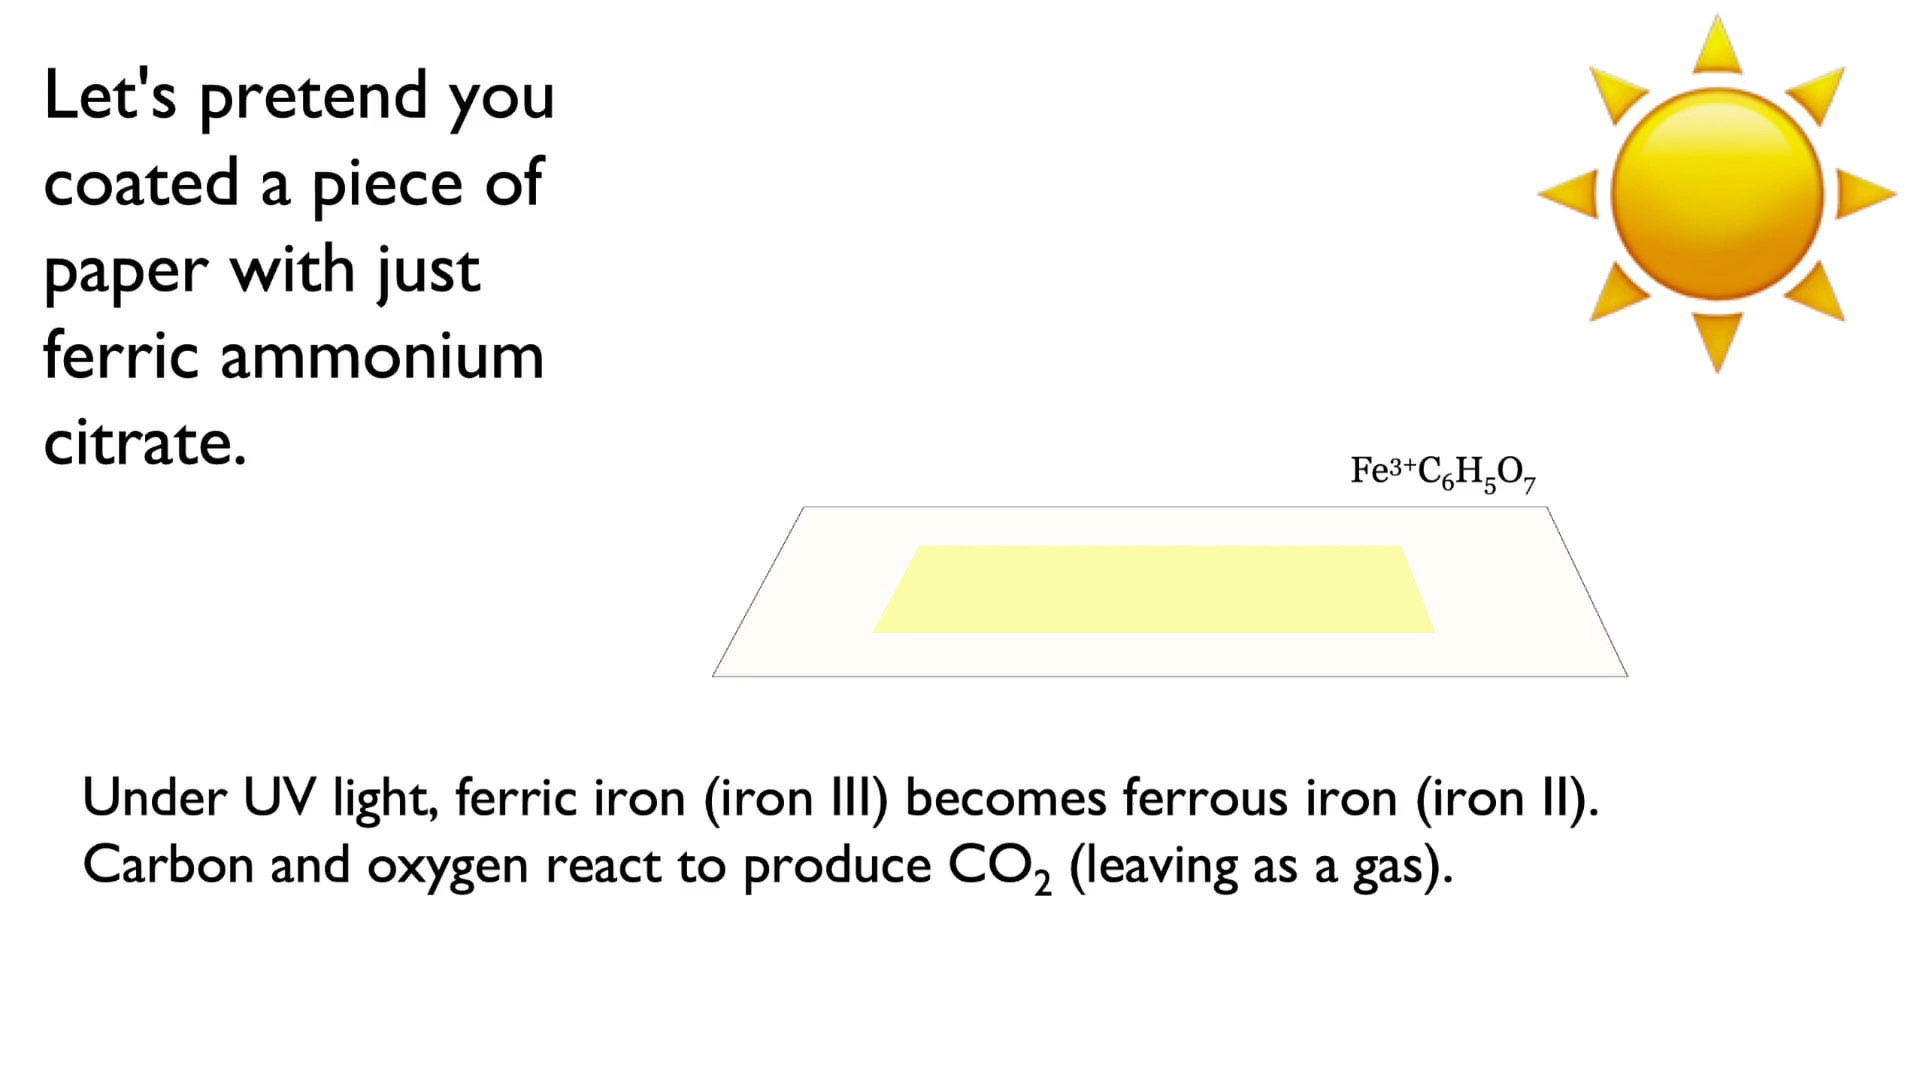 Let's pretend you
coated a piece of
paper with just
ferric ammonium
citrate.
Fe³⁺C₆H₅O₇
Under UV light, ferric iron (iron III) becomes ferrous iron (iron II).
Carbon and oxygen react to produce CO₂ (leaving as a gas).